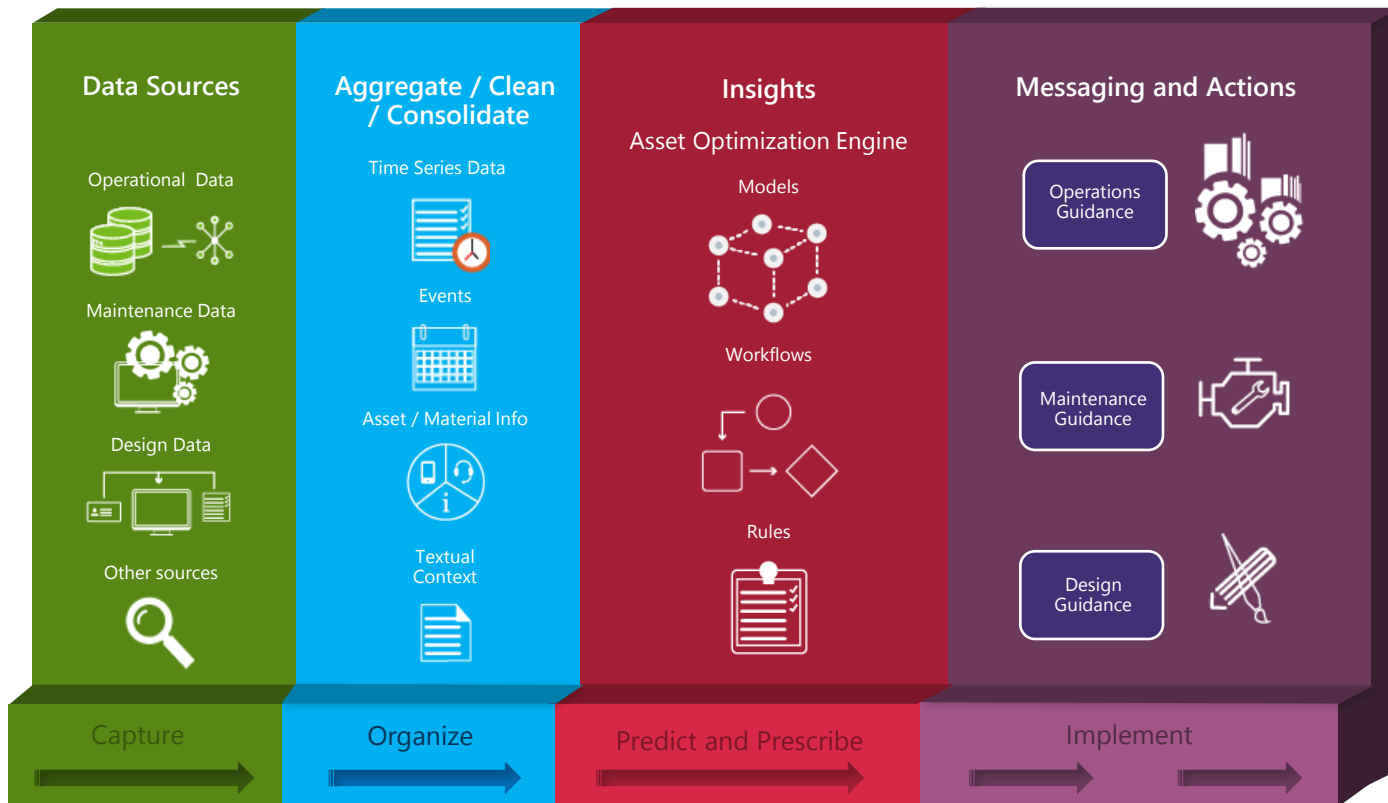 Data Sources
Operational  Data
Maintenance Data
Design Data
Other sources
Aggregate / Clean
/ Consolidate
Time Series Data
Events
Asset / Material Info
i
Textual
Context
Insights
Asset Optimization Engine
Models
Workflows
Rules
Messaging and Actions
Operations
Guidance
Maintenance
Guidance
Design
Guidance
Capture
Organize
Predict and Prescribe
Implement